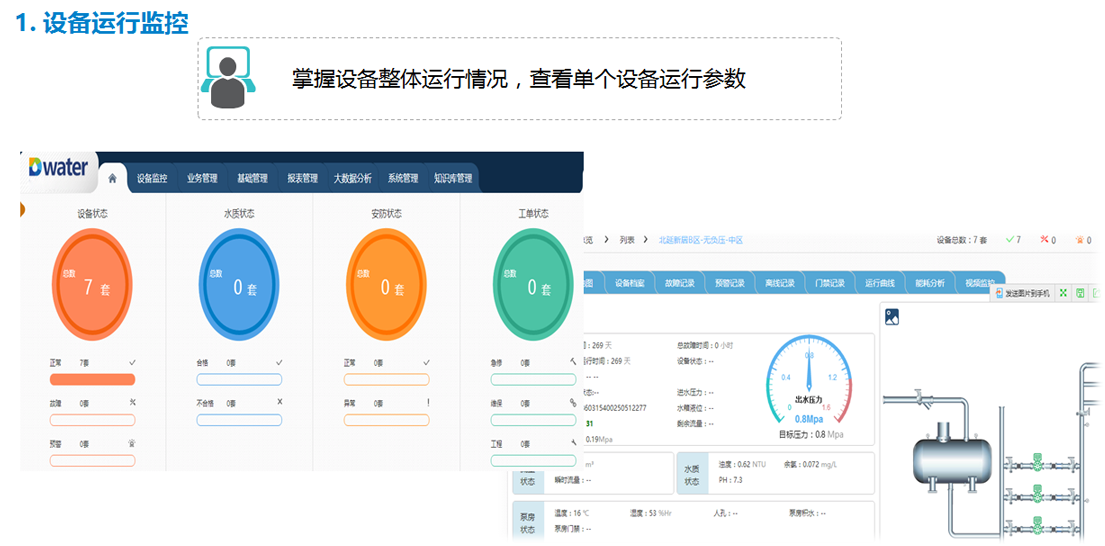 1. 设备运行监控
掌握设备整体运行情况，查看单个设备运行参数
Dwater
设备监控 业务管理 基础管理 报表管理 大数据分析 系统管理 知识库管理
设备状态 水质状态 安防状态 工单状态
总数 7 套 总数 0 套 总数 0 套 总数 0 套
正常 7套 合格 0套 正常 0套 急修 0套
故障 0套 不合格 0套 异常 0套 维保 0套
预警 0套 工程 0套
列表 北赵新居B区-无负压-中区 设备总数：7 套 7 0 0
设备档案 故障记录 预警记录 离线记录 门禁记录 运行曲线 能耗分析 视频监控
发送图片到手机
：269 天 总故障时间：0 小时
行时间：269 天 设备状态：--
-- --
状态:-- 进水压力：--
60315400250512277 水箱液位：--
31 剩余流量：--
0.19Mpa
0 0.4 0.8 1.2 1.6
出水压力
0.8Mpa
目标压力：0.8 Mpa
状态 m³
瞬时流量：--
水质状态 浊度：0.62 NTU 余氯：0.072 mg/L
PH：7.3
泵房状态 温度：16 ℃ 湿度：53 %Hr 人孔：-- 泵房积水：--
泵房门禁：--